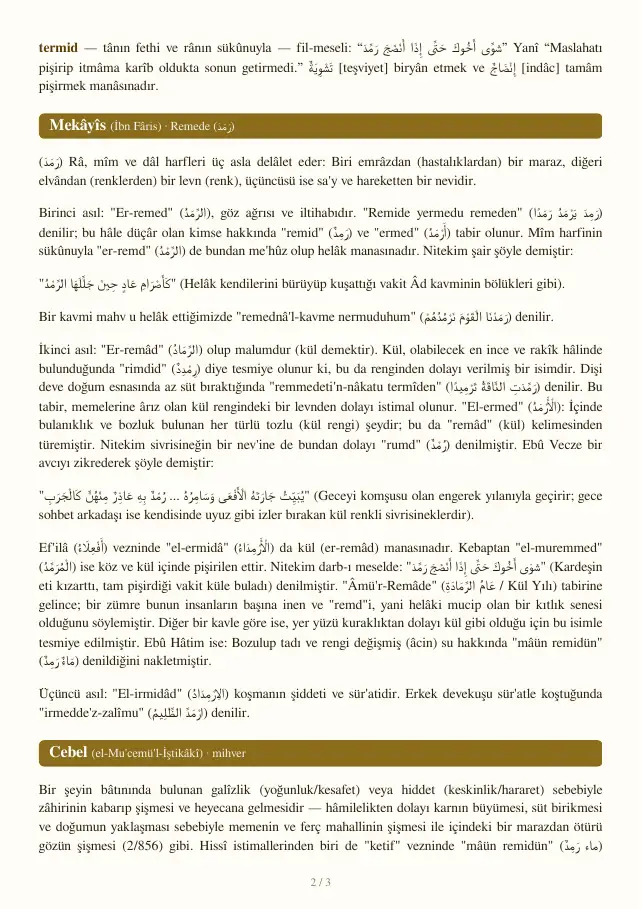 termid — tânın fethi ve rânın sükûnuyla — fil-meseli: “شَوَّى أَخُوكَ حَتَّى إِذَا أَنْضَجَ رَمَّدَ” Yanî “Maslahatı
pişirip itmâma karîb oldukta sonun getirmedi.” تَشْوِيَةٌ [teşviyet] biryân etmek ve إِنْضَاجٌ [indâc] tamâm
pişirmek manâsınadır.
Mekâyîs (İbn Fâris) · Remede (رَمَدَ)
(رَمَدَ) Râ, mîm ve dâl harfleri üç asla delâlet eder: Biri emrâzdan (hastalıklardan) bir maraz, diğeri
elvândan (renklerden) bir levn (renk), üçüncüsü ise sa'y ve hareketten bir nevidir.
Birinci asıl: "Er-remed" (الرَّمَدُ), göz ağrısı ve iltihabıdır. "Remide yermedu remeden" (رَمِدَ يَرْمَدُ رَمَدًا)
denilir; bu hâle düçâr olan kimse hakkında "remid" (رَمِدٌ) ve "ermed" (أَرْمَدُ) tabir olunur. Mîm harfinin
sükûnuyla "er-remd" (الرَّمْدُ) de bundan me'hûz olup helâk manasınadır. Nitekim şair şöyle demiştir:
"كَأَصْرَامِ عَادٍ حِينَ جَلَّلَهَا الرَّمْدُ" (Helâk kendilerini bürüyüp kuşattığı vakit Âd kavminin bölükleri gibi).
Bir kavmi mahv u helâk ettiğimizde "remednâ'l-kavme nermuduhum" (رَمَدْنَا الْقَوْمَ نَرْمُدُهُمْ) denilir.
İkinci asıl: "Er-remâd" (الرَّمَادُ) olup malumdur (kül demektir). Kül, olabilecek en ince ve rakîk hâlinde
bulunduğunda "rimdid" (رِمْدِدٌ) diye tesmiye olunur ki, bu da renginden dolayı verilmiş bir isimdir. Dişi
deve doğum esnasında az süt bıraktığında "remmedeti'n-nâkatu termîden" (رَمَّدَتِ النَّاقَةُ تَرْمِيدًا) denilir. Bu
tabir, memelerine ârız olan kül rengindeki bir levnden dolayı istimal olunur. "El-ermed" (الْأَرْمَدُ): İçinde
bulanıklık ve bozluk bulunan her türlü tozlu (kül rengi) şeydir; bu da "remâd" (kül) kelimesinden
türemiştir. Nitekim sivrisineğin bir nev'ine de bundan dolayı "rumd" (رُمْدٌ) denilmiştir. Ebû Vecze bir
avcıyı zikrederek şöyle demiştir:
"يُبَيِّتُ جَارَتَهُ الْأَفْعَى وَسَامِرُهُ ... رُمْدٌ بِهِ عَاذِرٌ مِنْهُنَّ كَالْجَرَبِ" (Geceyi komşusu olan engerek yılanıyla geçirir; gece
sohbet arkadaşı ise kendisinde uyuz gibi izler bırakan kül renkli sivrisineklerdir).
Ef'ilâ (أَفْعِلَاءُ) vezninde "el-ermidâ" (الْأَرْمِدَاءُ) da kül (er-remâd) manasınadır. Kebaptan "el-muremmed"
(الْمُرَمَّدُ) ise köz ve kül içinde pişirilen ettir. Nitekim darb-ı meselde: "شَوَى أَخُوكَ حَتَّى إِذَا أَنْضَجَ رَمَّدَ" (Kardeşin
eti kızarttı, tam pişirdiği vakit küle buladı) denilmiştir. "Âmü'r-Remâde" (عَامُ الرَّمَادَةِ / Kül Yılı) tabirine
gelince; bir zümre bunun insanların başına inen ve "remd"i, yani helâki mucip olan bir kıtlık senesi
olduğunu söylemiştir. Diğer bir kavle göre ise, yer yüzü kuraklıktan dolayı kül gibi olduğu için bu isimle
tesmiye edilmiştir. Ebû Hâtim ise: Bozulup tadı ve rengi değişmiş (âcin) su hakkında "mâün remidün"
(مَاءٌ رَمِدٌ) denildiğini nakletmiştir.
Üçüncü asıl: "El-irmidâd" (الِارْمِدَادُ) koşmanın şiddeti ve sür'atidir. Erkek devekuşu sür'atle koştuğunda
"irmedde'z-zalîmu" (ارْمَدَّ الظَّلِيمُ) denilir.
Cebel (el-Mu'cemü'l-İştikâkî) · mihver
Bir şeyin bâtınında bulunan galîzlik (yoğunluk/kesafet) veya hiddet (keskinlik/hararet) sebebiyle
zâhirinin kabarıp şişmesi ve heyecana gelmesidir — hâmilelikten dolayı karnın büyümesi, süt birikmesi
ve doğumun yaklaşması sebebiyle memenin ve ferç mahallinin şişmesi ile içindeki bir marazdan ötürü
gözün şişmesi (2/856) gibi. Hissî istimallerinden biri de "ketif" vezninde "mâün remidün" (ماء رَمِدٌ)
2 / 3